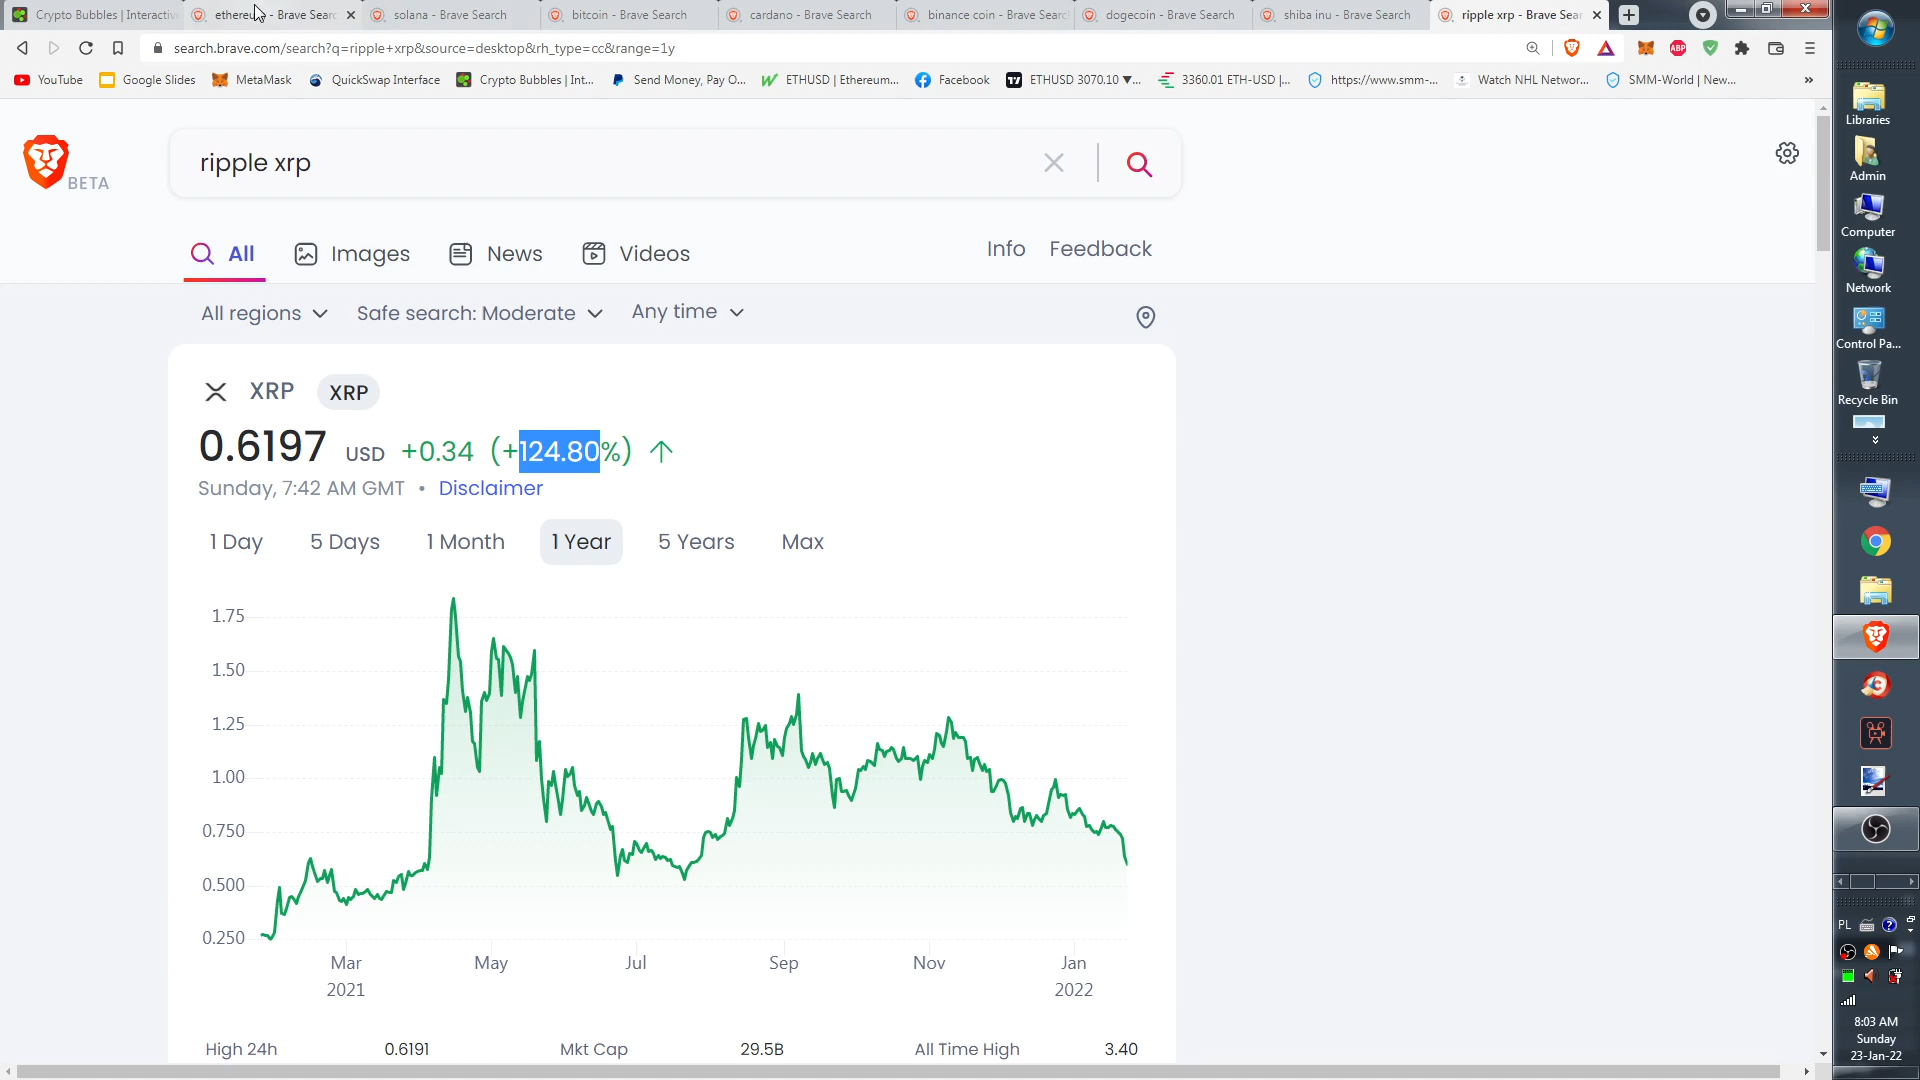 Crypto Bubbles | Interactiv
ethereum - Brave Searc
solana - Brave Search
bitcoin - Brave Search
cardano - Brave Search
binance coin - Brave Search
dogecoin - Brave Search
shiba inu - Brave Search
ripple xrp - Brave Sear
search.brave.com/search?q=ripple+xrp&source=desktop&rh_type=cc&range=1y
ABP
YouTube
Google Slides
MetaMask
QuickSwap Interface
Crypto Bubbles | Int...
Send Money, Pay O...
ETHUSD | Ethereum...
Facebook
ETHUSD 3070.10 ▼...
3360.01 ETH-USD |...
https://www.smm-...
Watch NHL Networ...
SMM-World | New...
»
BETA
ripple xrp
All
Images
News
Videos
Info
Feedback
All regions
Safe search: Moderate
Any time
XRP
XRP
0.6197 USD +0.34 (+124.80%) ↑
Sunday, 7:42 AM GMT • Disclaimer
1 Day
5 Days
1 Month
1 Year
5 Years
Max
1.75
1.50
1.25
1.00
0.750
0.500
0.250
Mar
2021
May
Jul
Sep
Nov
Jan
2022
High 24h
0.6191
Mkt Cap
29.5B
All Time High
3.40
Libraries
Admin
Computer
Network
Control Pa...
Recycle Bin
PL
8:03 AM
Sunday
23-Jan-22